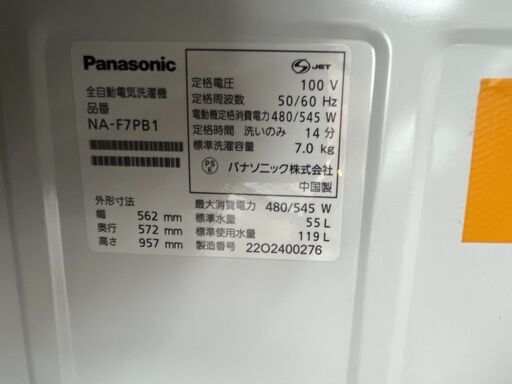 Panasonic
全自動電気洗濯機
品番
NA-F7PB1
外形寸法
幅 562 mm
奥行 572 mm
高さ 957 mm
S JET
定格電圧 100 V
定格周波数 50/60 Hz
電動機定格消費電力 480/545 W
定格時間 洗いのみ 14 分
標準洗濯容量 7.0 kg
PS E パナソニック株式会社
中国製
最大消費電力 480/545 W
標準水量 55 L
標準使用水量 119 L
製造番号 22O2400276